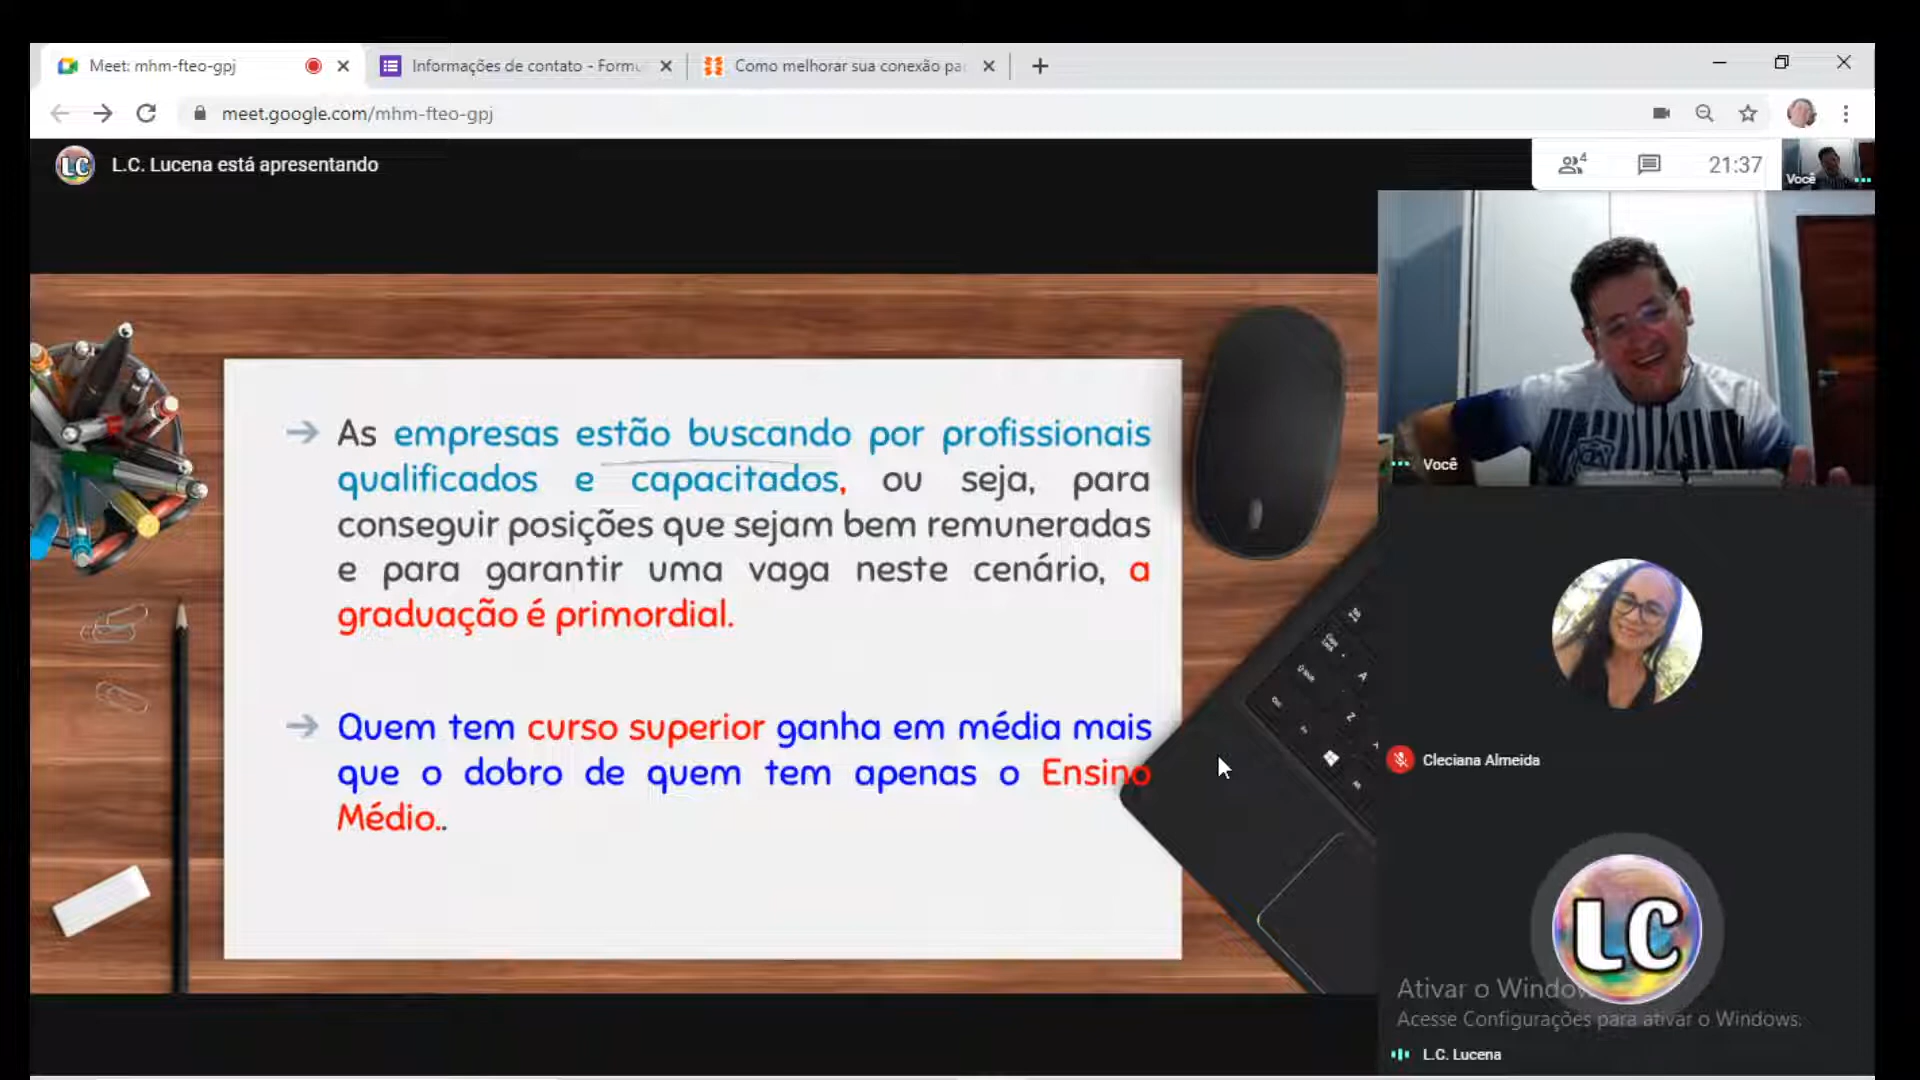 Meet: mhm-fteo-gpj
Informações de contato - Formu
Como melhorar sua conexão pa
meet.google.com/mhm-fteo-gpj
LC
L.C. Lucena está apresentando
4
21:37
Você
As empresas estão buscando por profissionais
qualificados e capacitados, ou seja, para
conseguir posições que sejam bem remuneradas
e para garantir uma vaga neste cenário, a
graduação é primordial.
Quem tem curso superior ganha em média mais
que o dobro de quem tem apenas o Ensino
Médio..
Você
Cleciana Almeida
LC
Ativar o Windo
Acesse Configurações para ativar o Windows.
L.C. Lucena